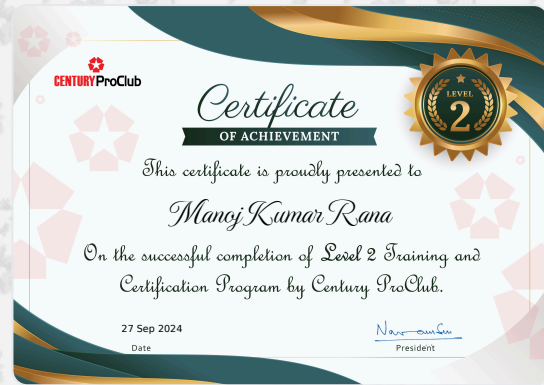 CENTURY ProClub
LEVEL
2
Certificate
OF ACHIEVEMENT
This certificate is proudly presented to
Manoj Kumar Rana
On the successful completion of Level 2 Training and
Certification Program by Century ProClub.
27 Sep 2024
Date
President